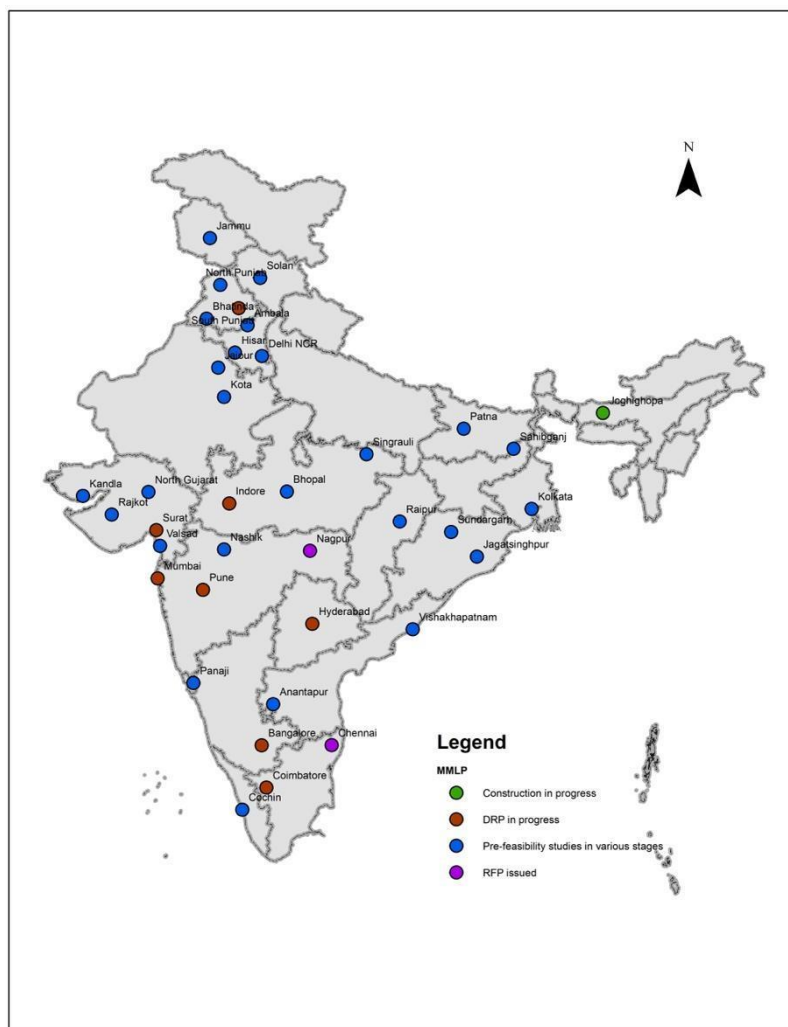 N
Jammu
Solan
North Punjab
Bhatinda
Ambala
South Punjab
Hisar
Delhi NCR
Jaipur
Kota
Joghighopa
Patna
Sahibganj
Singrauli
Kandla
North Gujarat
Rajkot
Indore
Bhopal
Kolkata
Raipur
Surat
Sundargarh
Valsad
Nashik
Nagpur
Jagatsinghpur
Mumbai
Pune
Hyderabad
Vishakhapatnam
Panaji
Anantapur
Bangalore
Chennai
Coimbatore
Cochin
Legend
MMLP
Construction in progress
DRP in progress
Pre-feasibility studies in various stages
RFP issued